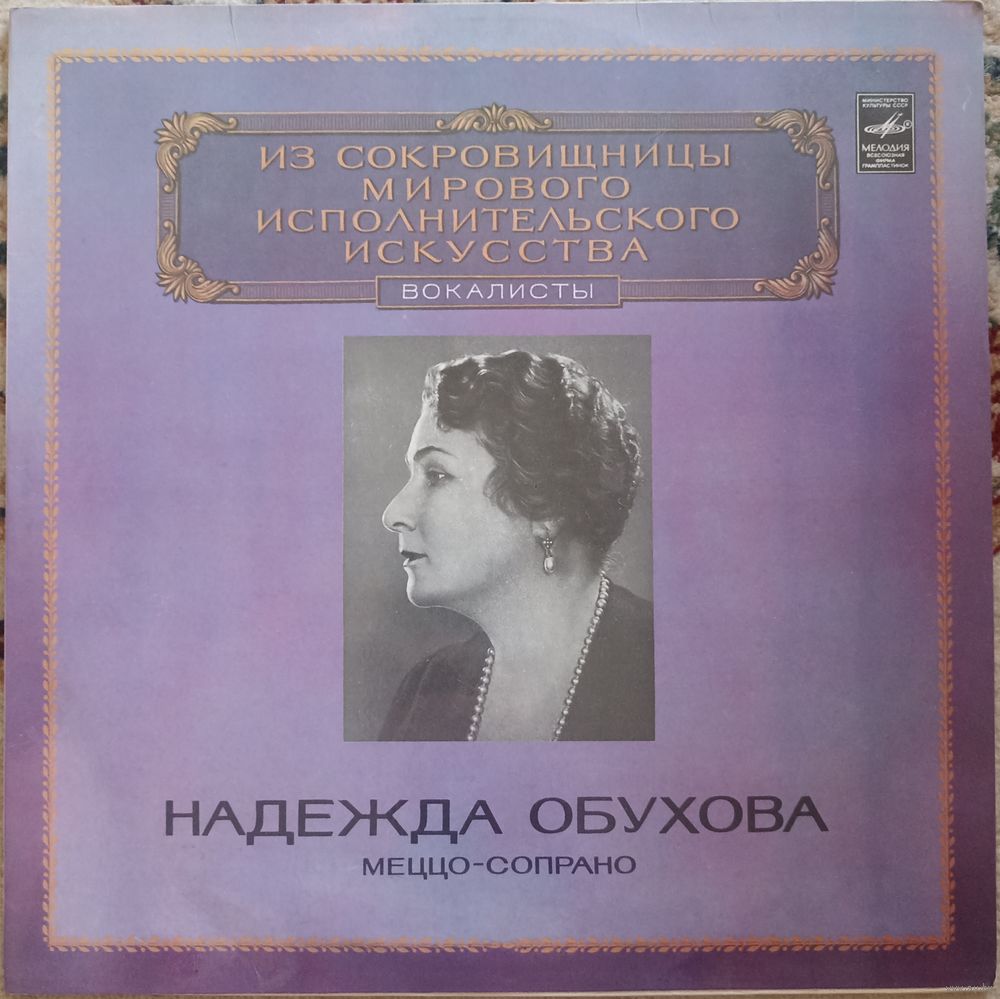 ИЗ СОКРОВИЩНИЦЫ
МИРОВОГО
ИСПОЛНИТЕЛЬСКОГО
ИСКУССТВА
ВОКАЛИСТЫ
МИНИСТЕРСТВО
КУЛЬТУРЫ СССР
МЕЛОДИЯ
ВСЕСОЮЗНАЯ
ФИРМА
ГРАМПЛАСТИНОК
НАДЕЖДА ОБУХОВА
МЕЦЦО-СОПРАНО